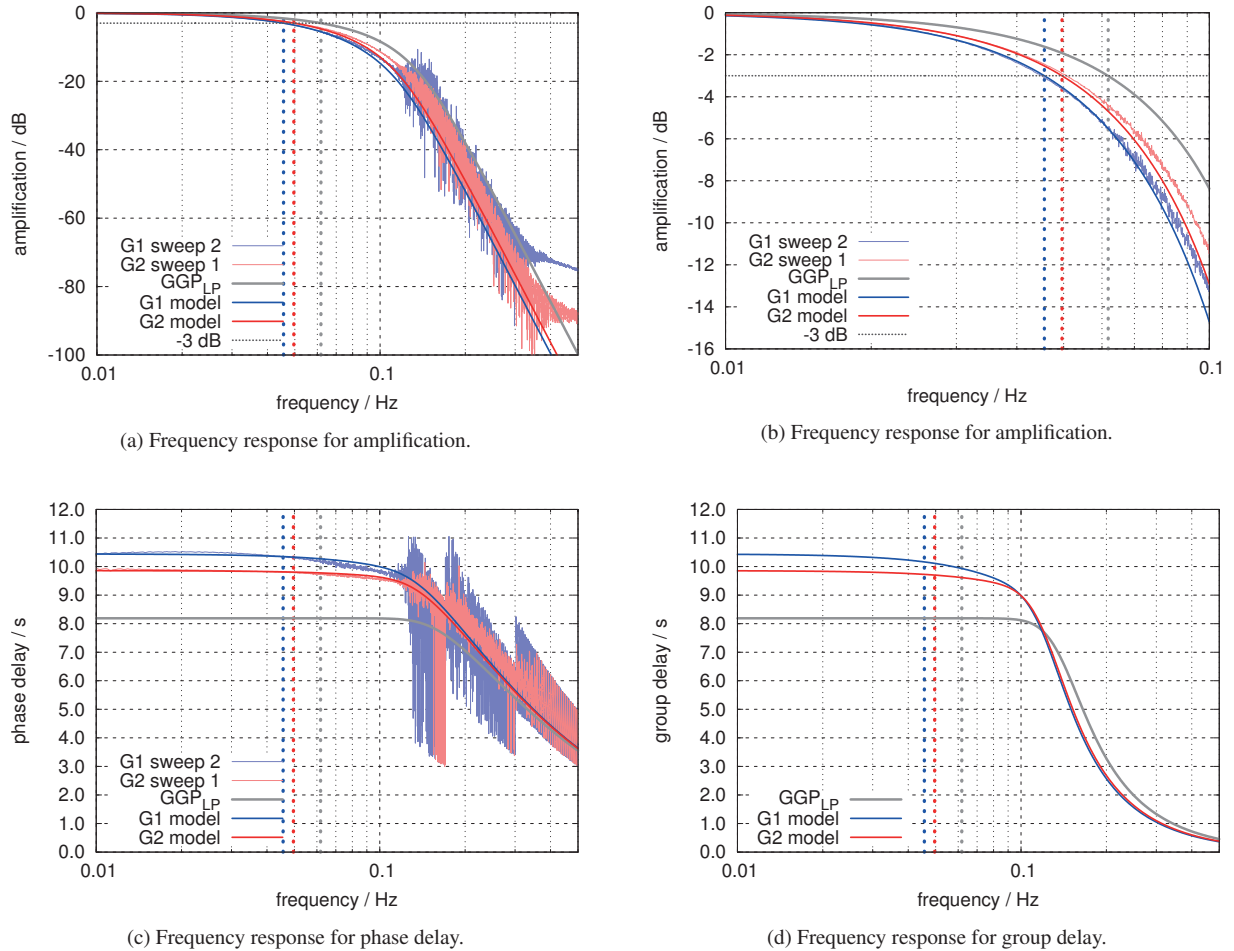 0
-20
-40
-60
-80
-100
0.01
0.1
amplification / dB
frequency / Hz
G1 sweep 2
G2 sweep 1
GGP_LP
G1 model
G2 model
-3 dB
(a) Frequency response for amplification.
0
-2
-4
-6
-8
-10
-12
-14
-16
0.01
0.1
amplification / dB
frequency / Hz
G1 sweep 2
G2 sweep 1
GGP_LP
G1 model
G2 model
-3 dB
(b) Frequency response for amplification.
12.0
11.0
10.0
9.0
8.0
7.0
6.0
5.0
4.0
3.0
2.0
1.0
0.0
0.01
0.1
phase delay / s
frequency / Hz
G1 sweep 2
G2 sweep 1
GGP_LP
G1 model
G2 model
(c) Frequency response for phase delay.
12.0
11.0
10.0
9.0
8.0
7.0
6.0
5.0
4.0
3.0
2.0
1.0
0.0
0.01
0.1
group delay / s
frequency / Hz
GGP_LP
G1 model
G2 model
(d) Frequency response for group delay.